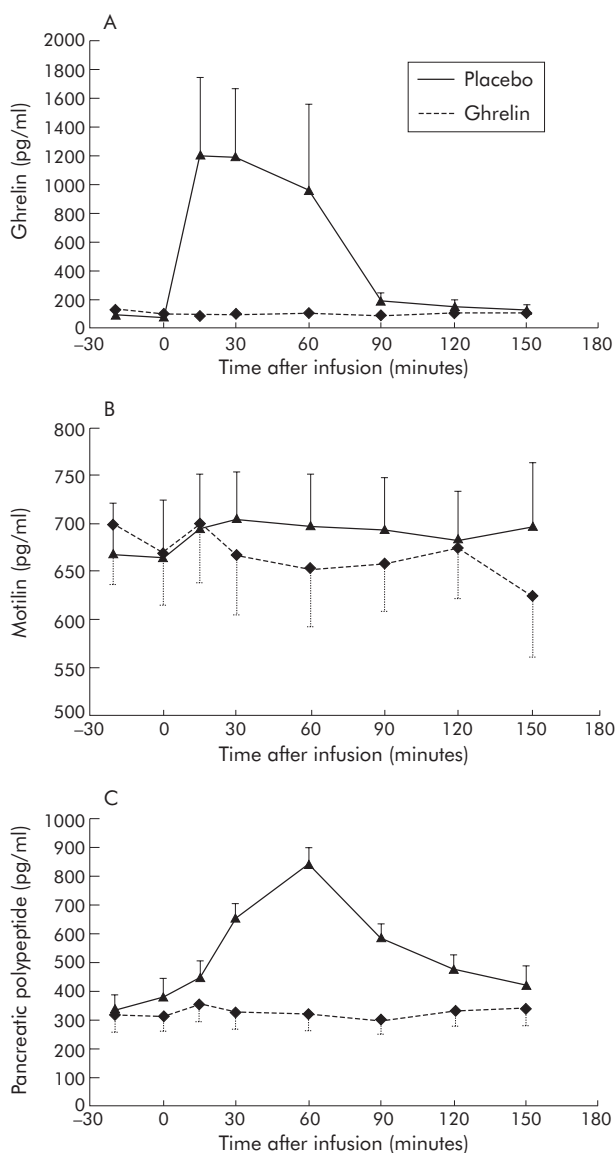 A
2000
1800
1600
1400
1200
1000
800
600
400
200
0
Ghrelin (pg/ml)
Placebo
Ghrelin
–30 0 30 60 90 120 150 180
Time after infusion (minutes)
B
800
750
700
650
600
550
500
Motilin (pg/ml)
–30 0 30 60 90 120 150 180
Time after infusion (minutes)
C
1000
900
800
700
600
500
400
300
200
100
0
Pancreatic polypeptide (pg/ml)
–30 0 30 60 90 120 150 180
Time after infusion (minutes)